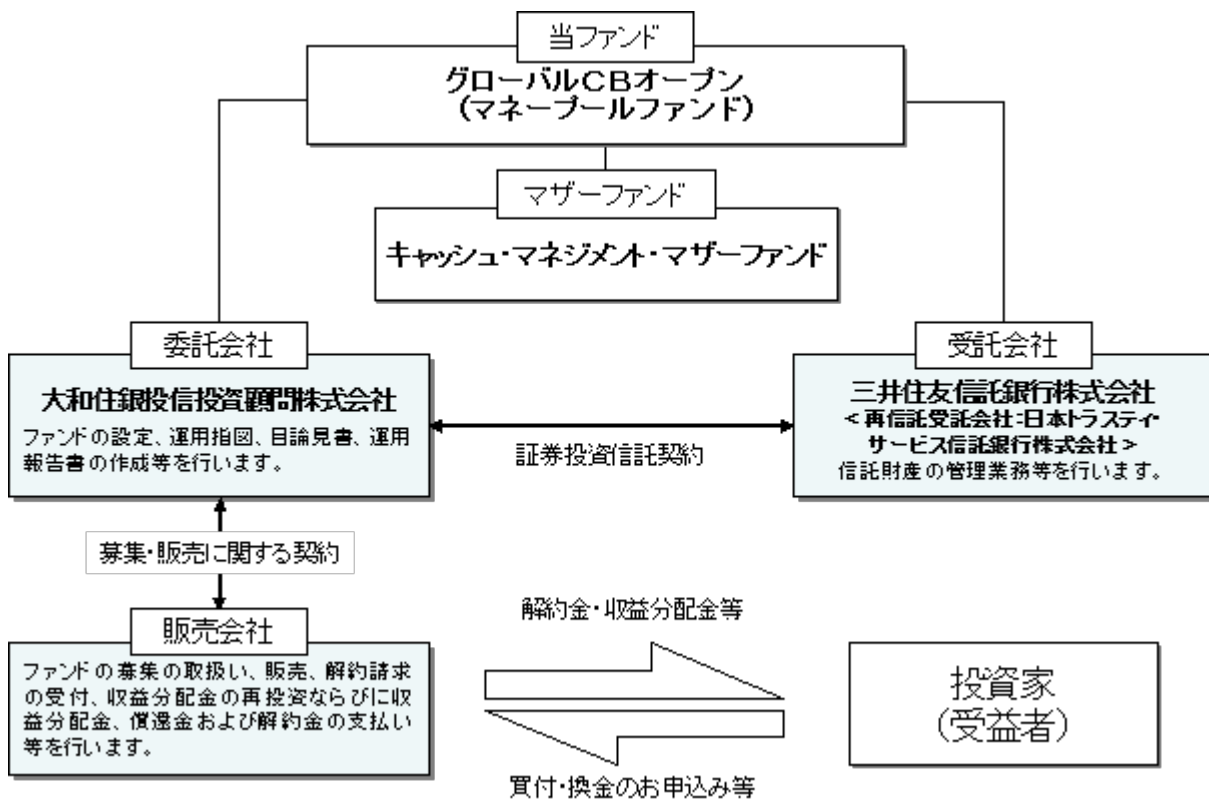 当ファンド
グローバルCBオープン
(マネープールファンド)
マザーファンド
キャッシュ・マネジメント・マザーファンド
委託会社
大和住銀投信投資顧問株式会社
ファンドの設定、運用指図、目論見書、運用
報告書の作成等を行います。
証券投資信託契約
受託会社
三井住友信託銀行株式会社
<再信託受託会社:日本トラスティ・
サービス信託銀行株式会社>
信託財産の管理業務等を行います。
募集・販売に関する契約
販売会社
ファンドの募集の取扱い、販売、解約請求
の受付、収益分配金の再投資ならびに収
益分配金、償還金および解約金の支払い
等を行います。
解約金・収益分配金等
買付・換金のお申込み等
投資家
(受益者)